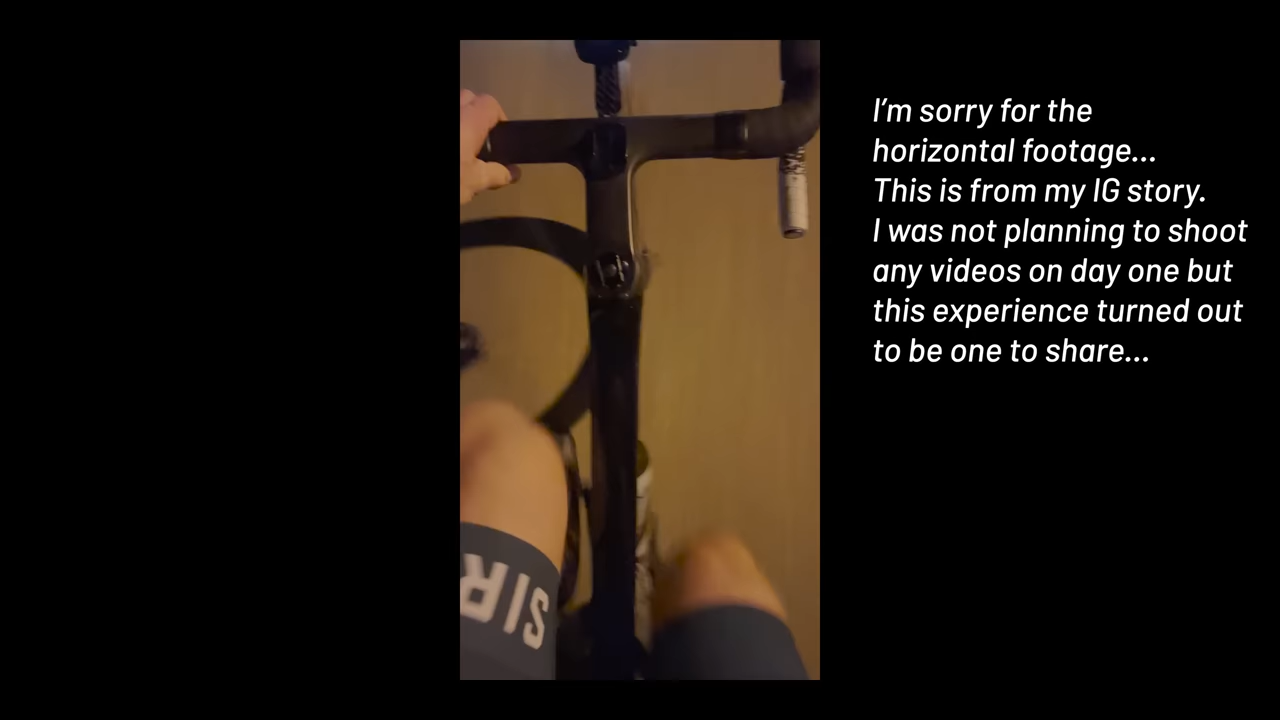 I'm sorry for the
horizontal footage...
This is from my IG story.
I was not planning to shoot
any videos on day one but
this experience turned out
to be one to share...
SIR